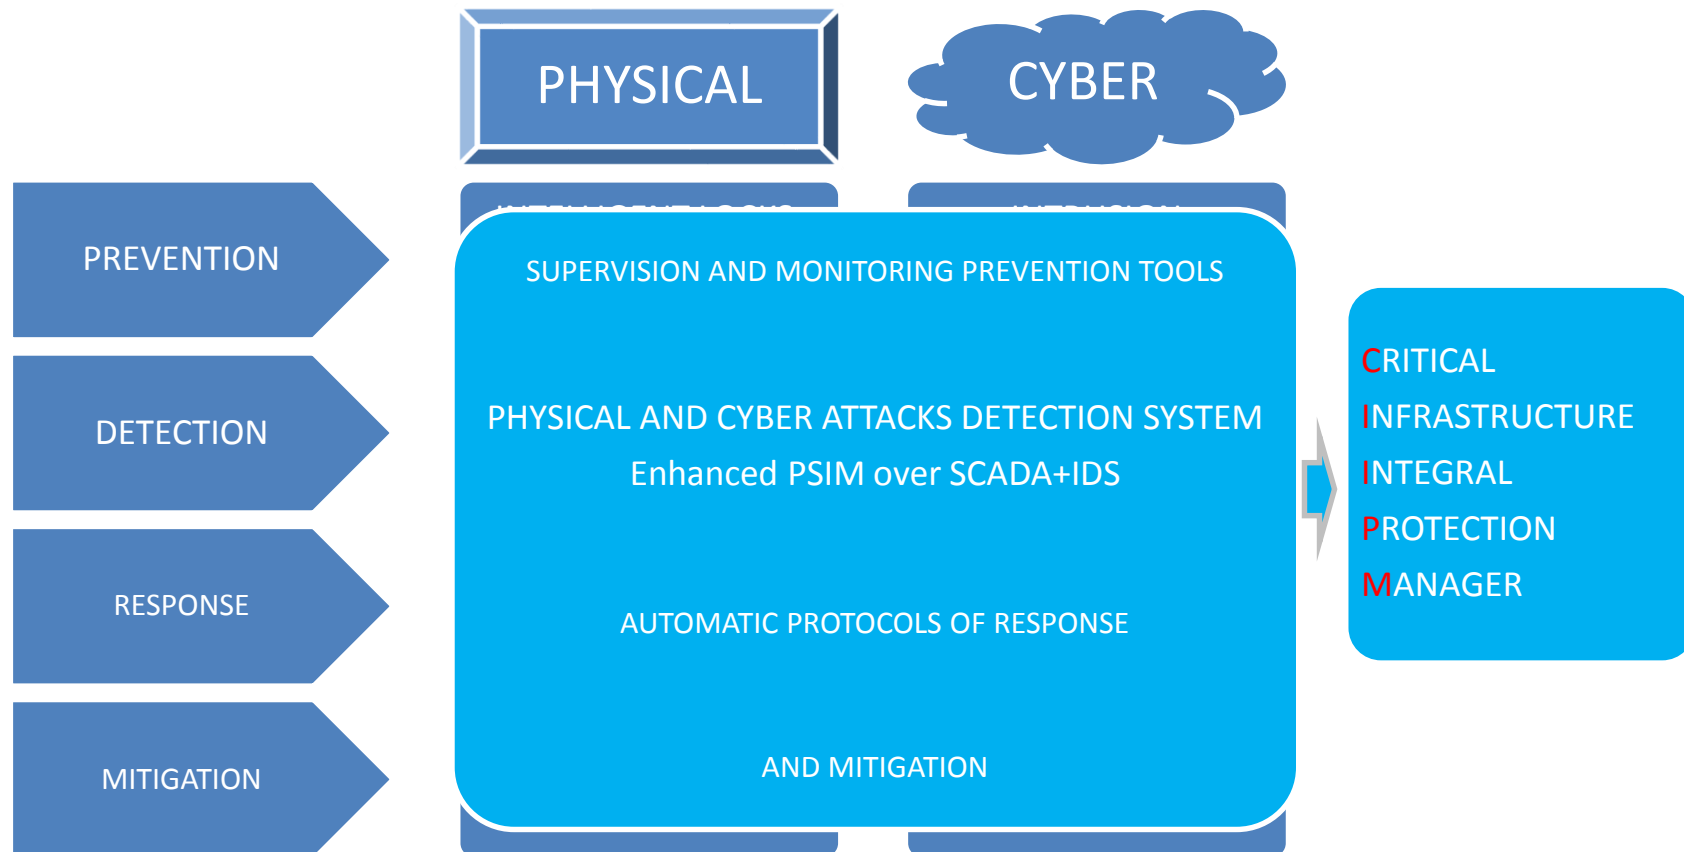 PHYSICAL
CYBER
PREVENTION
SUPERVISION AND MONITORING PREVENTION TOOLS
DETECTION
PHYSICAL AND CYBER ATTACKS DETECTION SYSTEM
Enhanced PSIM over SCADA+IDS
RESPONSE
AUTOMATIC PROTOCOLS OF RESPONSE
MITIGATION
AND MITIGATION
CRITICAL
INFRASTRUCTURE
INTEGRAL
PROTECTION
MANAGER